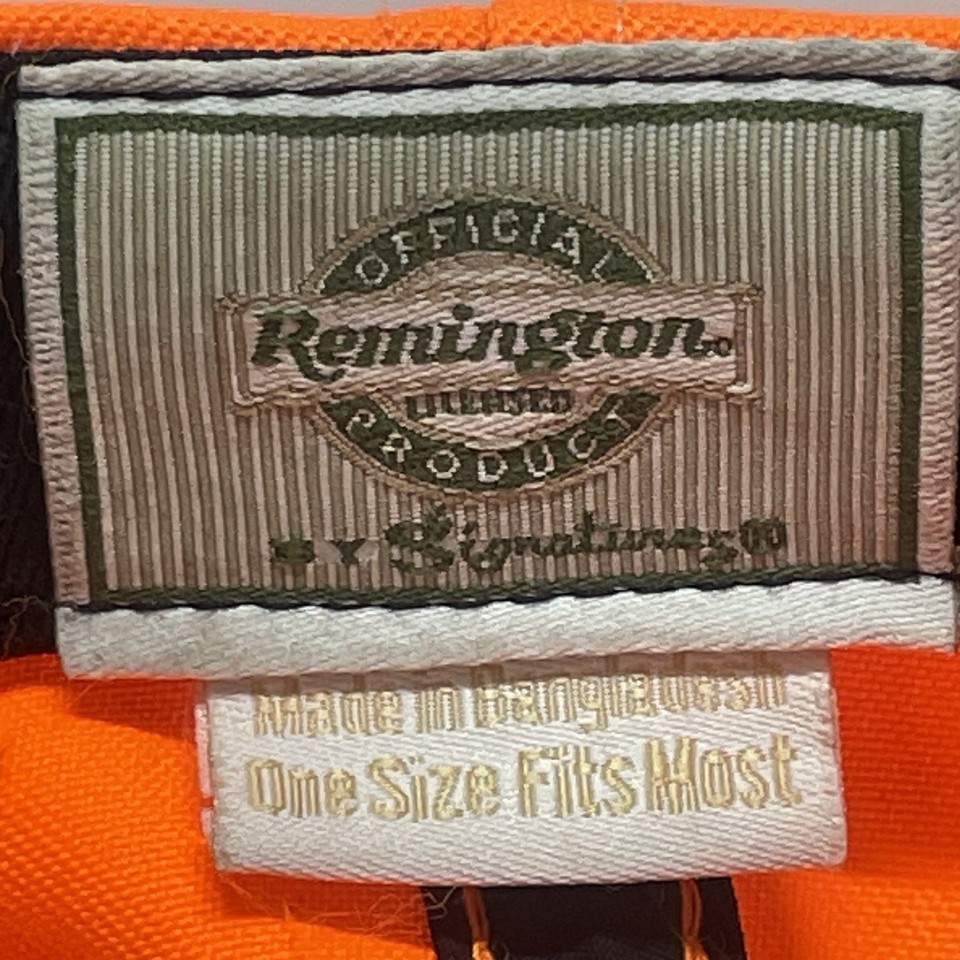 OFFICIAL
Remington®
LICENSED
PRODUCT
BY Signatures®
Made in Bangladesh
One Size Fits Most